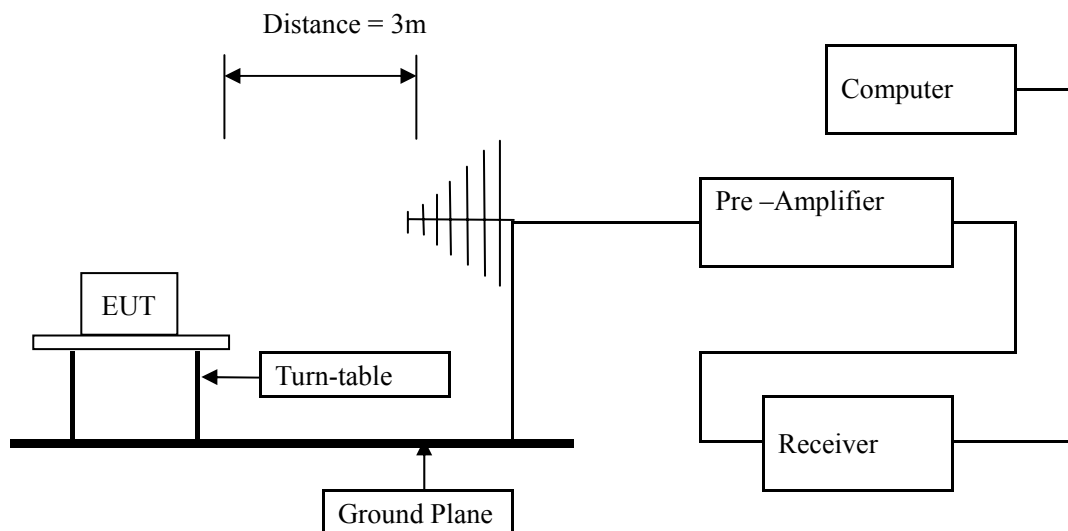 Distance = 3m
Computer
Pre –Amplifier
EUT
Turn-table
Receiver
Ground Plane